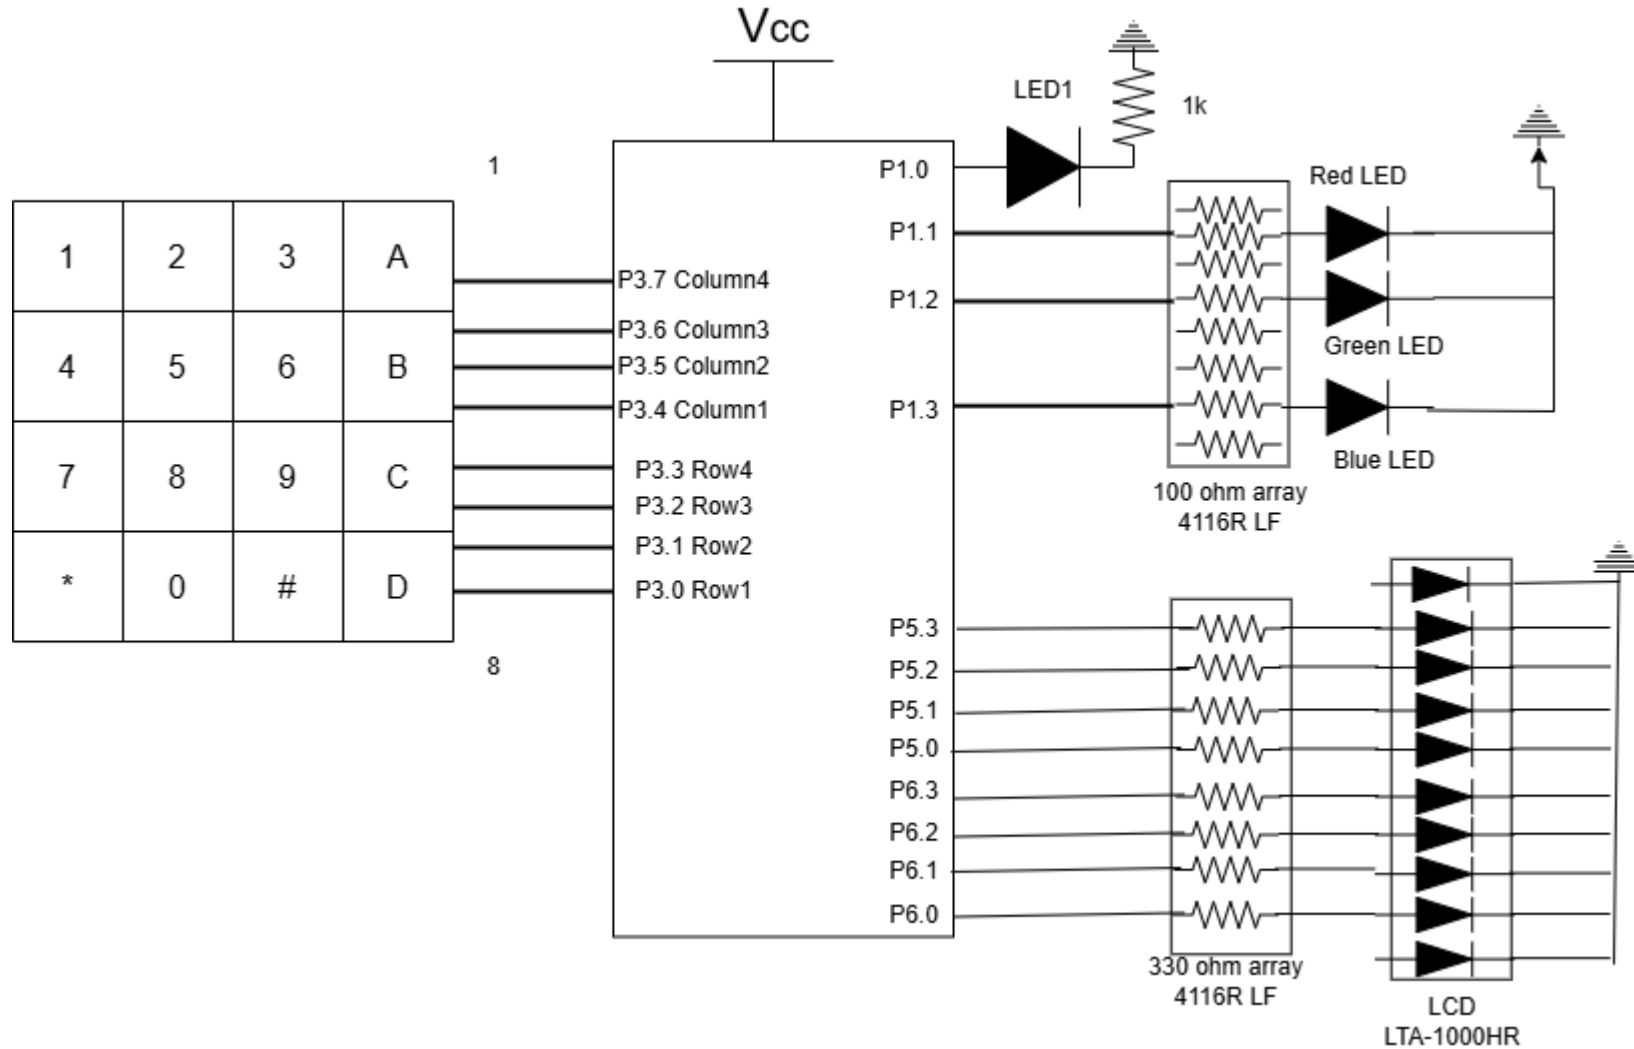 Vcc
LED1
1k
1
P1.0
Red LED
1 2 3 A
P1.1
P3.7 Column4
P1.2
P3.6 Column3
Green LED
4 5 6 B
P3.5 Column2
P3.4 Column1
P1.3
Blue LED
7 8 9 C
P3.3 Row4
100 ohm array
4116R LF
P3.2 Row3
P3.1 Row2
* 0 # D
P3.0 Row1
P5.3
8
P5.2
P5.1
P5.0
P6.3
P6.2
P6.1
P6.0
330 ohm array
4116R LF
LCD
LTA-1000HR